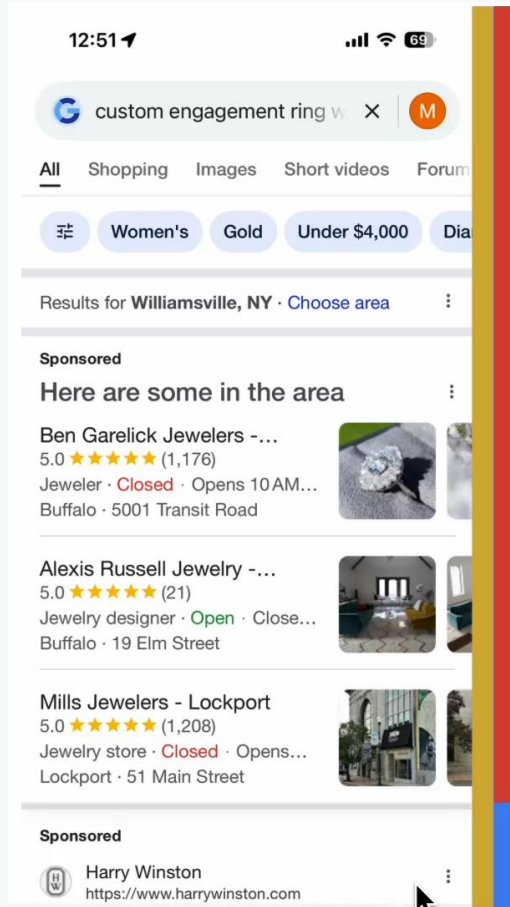 12:51
69
custom engagement ring w
M
All Shopping Images Short videos Forum
Women's Gold Under $4,000 Dia
Results for Williamsville, NY · Choose area
Sponsored
Here are some in the area
Ben Garelick Jewelers -...
5.0 (1,176)
Jeweler · Closed · Opens 10 AM...
Buffalo · 5001 Transit Road
Alexis Russell Jewelry -...
5.0 (21)
Jewelry designer · Open · Close...
Buffalo · 19 Elm Street
Mills Jewelers - Lockport
5.0 (1,208)
Jewelry store · Closed · Opens...
Lockport · 51 Main Street
Sponsored
Harry Winston
https://www.harrywinston.com